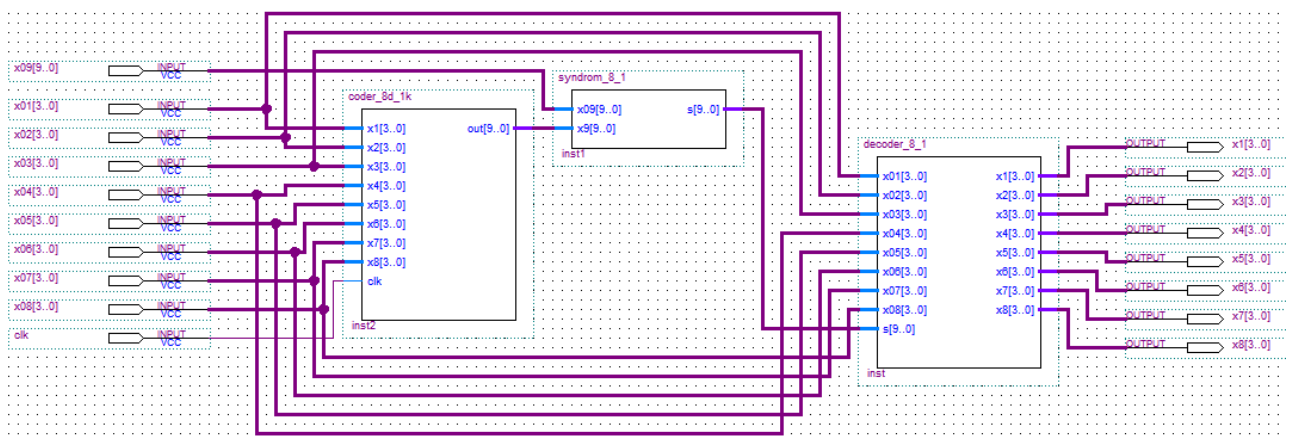 x09[9..0] INPUT VCC
x01[3..0] INPUT VCC
x02[3..0] INPUT VCC
x03[3..0] INPUT VCC
x04[3..0] INPUT VCC
x05[3..0] INPUT VCC
x06[3..0] INPUT VCC
x07[3..0] INPUT VCC
x08[3..0] INPUT VCC
clk INPUT VCC
coder_8d_1k
x1[3..0] out[9..0]
x2[3..0]
x3[3..0]
x4[3..0]
x5[3..0]
x6[3..0]
x7[3..0]
x8[3..0]
clk
inst2
syndrom_8_1
x09[9..0] s[9..0]
x9[9..0]
inst1
decoder_8_1
x01[3..0] x1[3..0]
x02[3..0] x2[3..0]
x03[3..0] x3[3..0]
x04[3..0] x4[3..0]
x05[3..0] x5[3..0]
x06[3..0] x6[3..0]
x07[3..0] x7[3..0]
x08[3..0] x8[3..0]
s[9..0]
inst
OUTPUT x1[3..0]
OUTPUT x2[3..0]
OUTPUT x3[3..0]
OUTPUT x4[3..0]
OUTPUT x5[3..0]
OUTPUT x6[3..0]
OUTPUT x7[3..0]
OUTPUT x8[3..0]